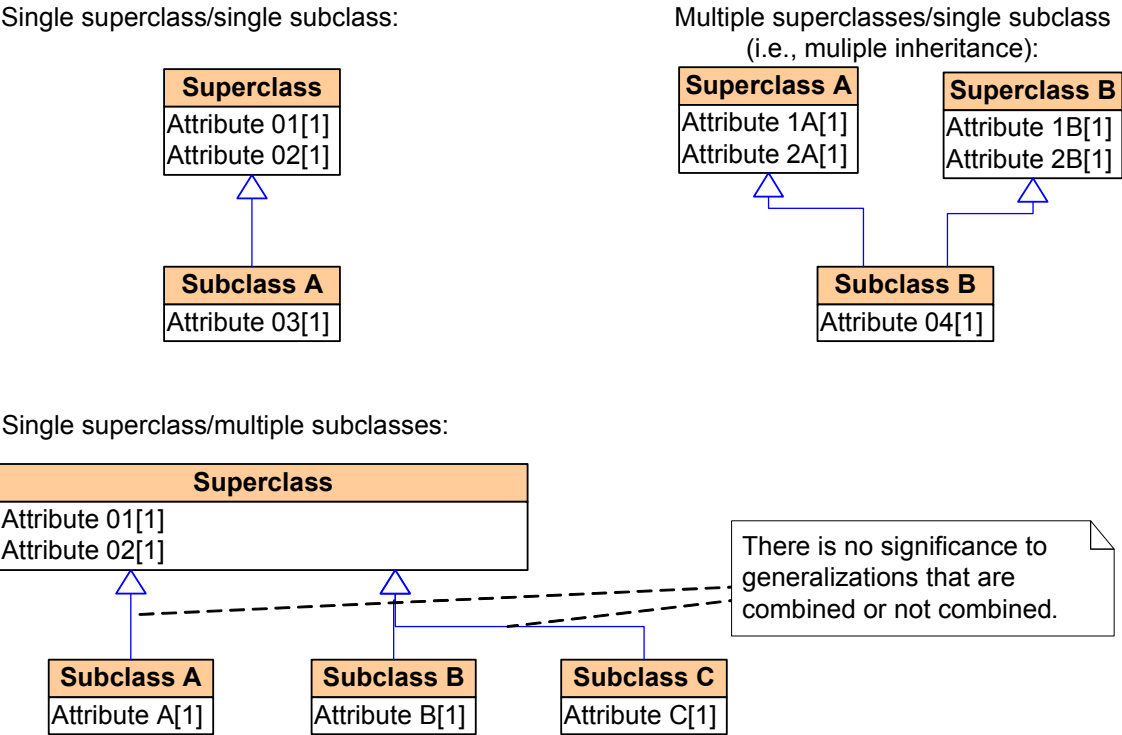 Single superclass/single subclass:
Superclass
Attribute 01[1]
Attribute 02[1]
Subclass A
Attribute 03[1]
Multiple superclasses/single subclass
(i.e., muliple inheritance):
Superclass A
Attribute 1A[1]
Attribute 2A[1]
Superclass B
Attribute 1B[1]
Attribute 2B[1]
Subclass B
Attribute 04[1]
Single superclass/multiple subclasses:
Superclass
Attribute 01[1]
Attribute 02[1]
There is no significance to
generalizations that are
combined or not combined.
Subclass A
Attribute A[1]
Subclass B
Attribute B[1]
Subclass C
Attribute C[1]